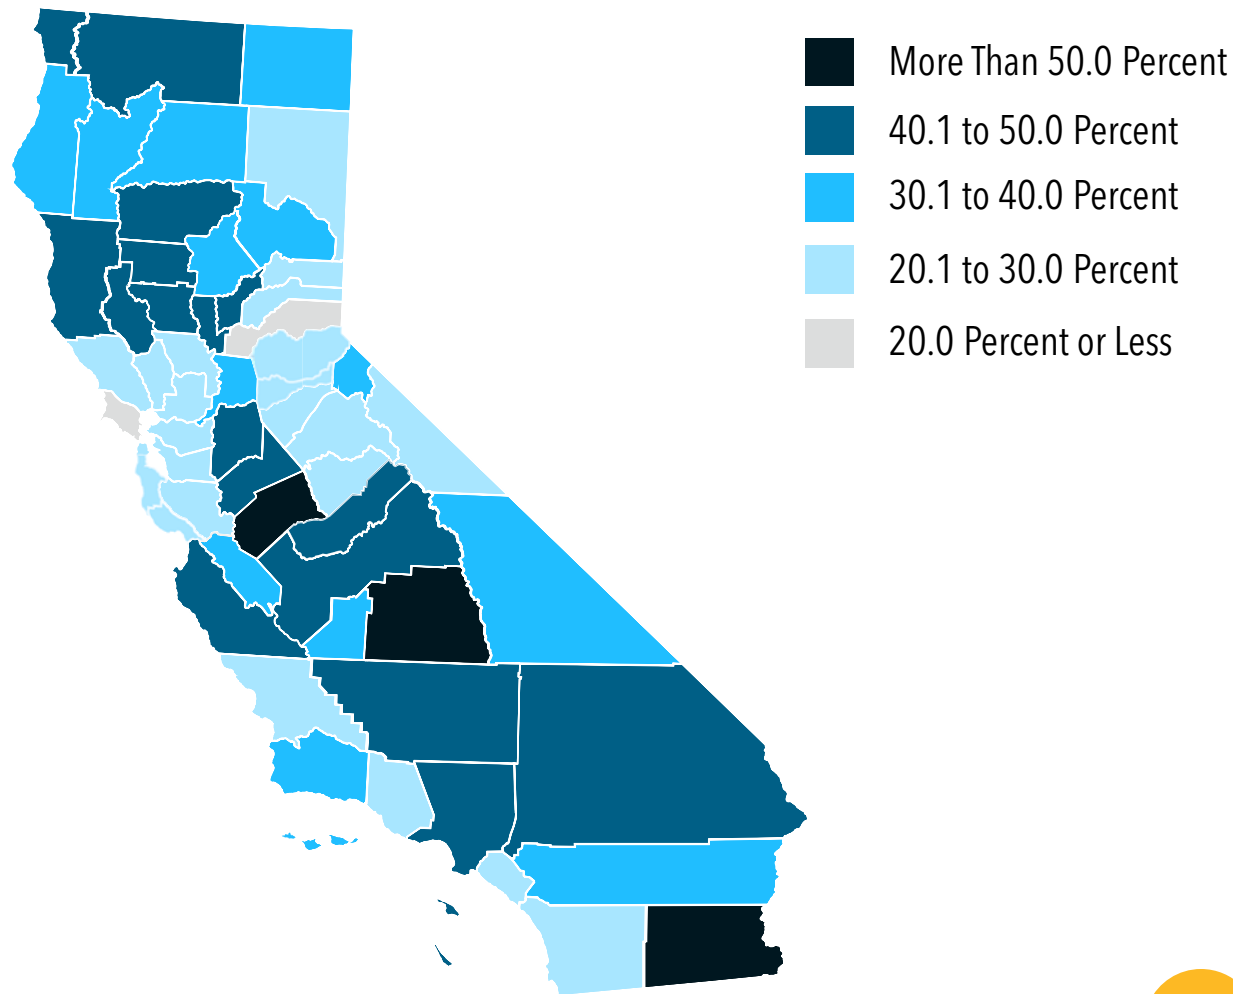 More Than 50.0 Percent
40.1 to 50.0 Percent
30.1 to 40.0 Percent
20.1 to 30.0 Percent
20.0 Percent or Less